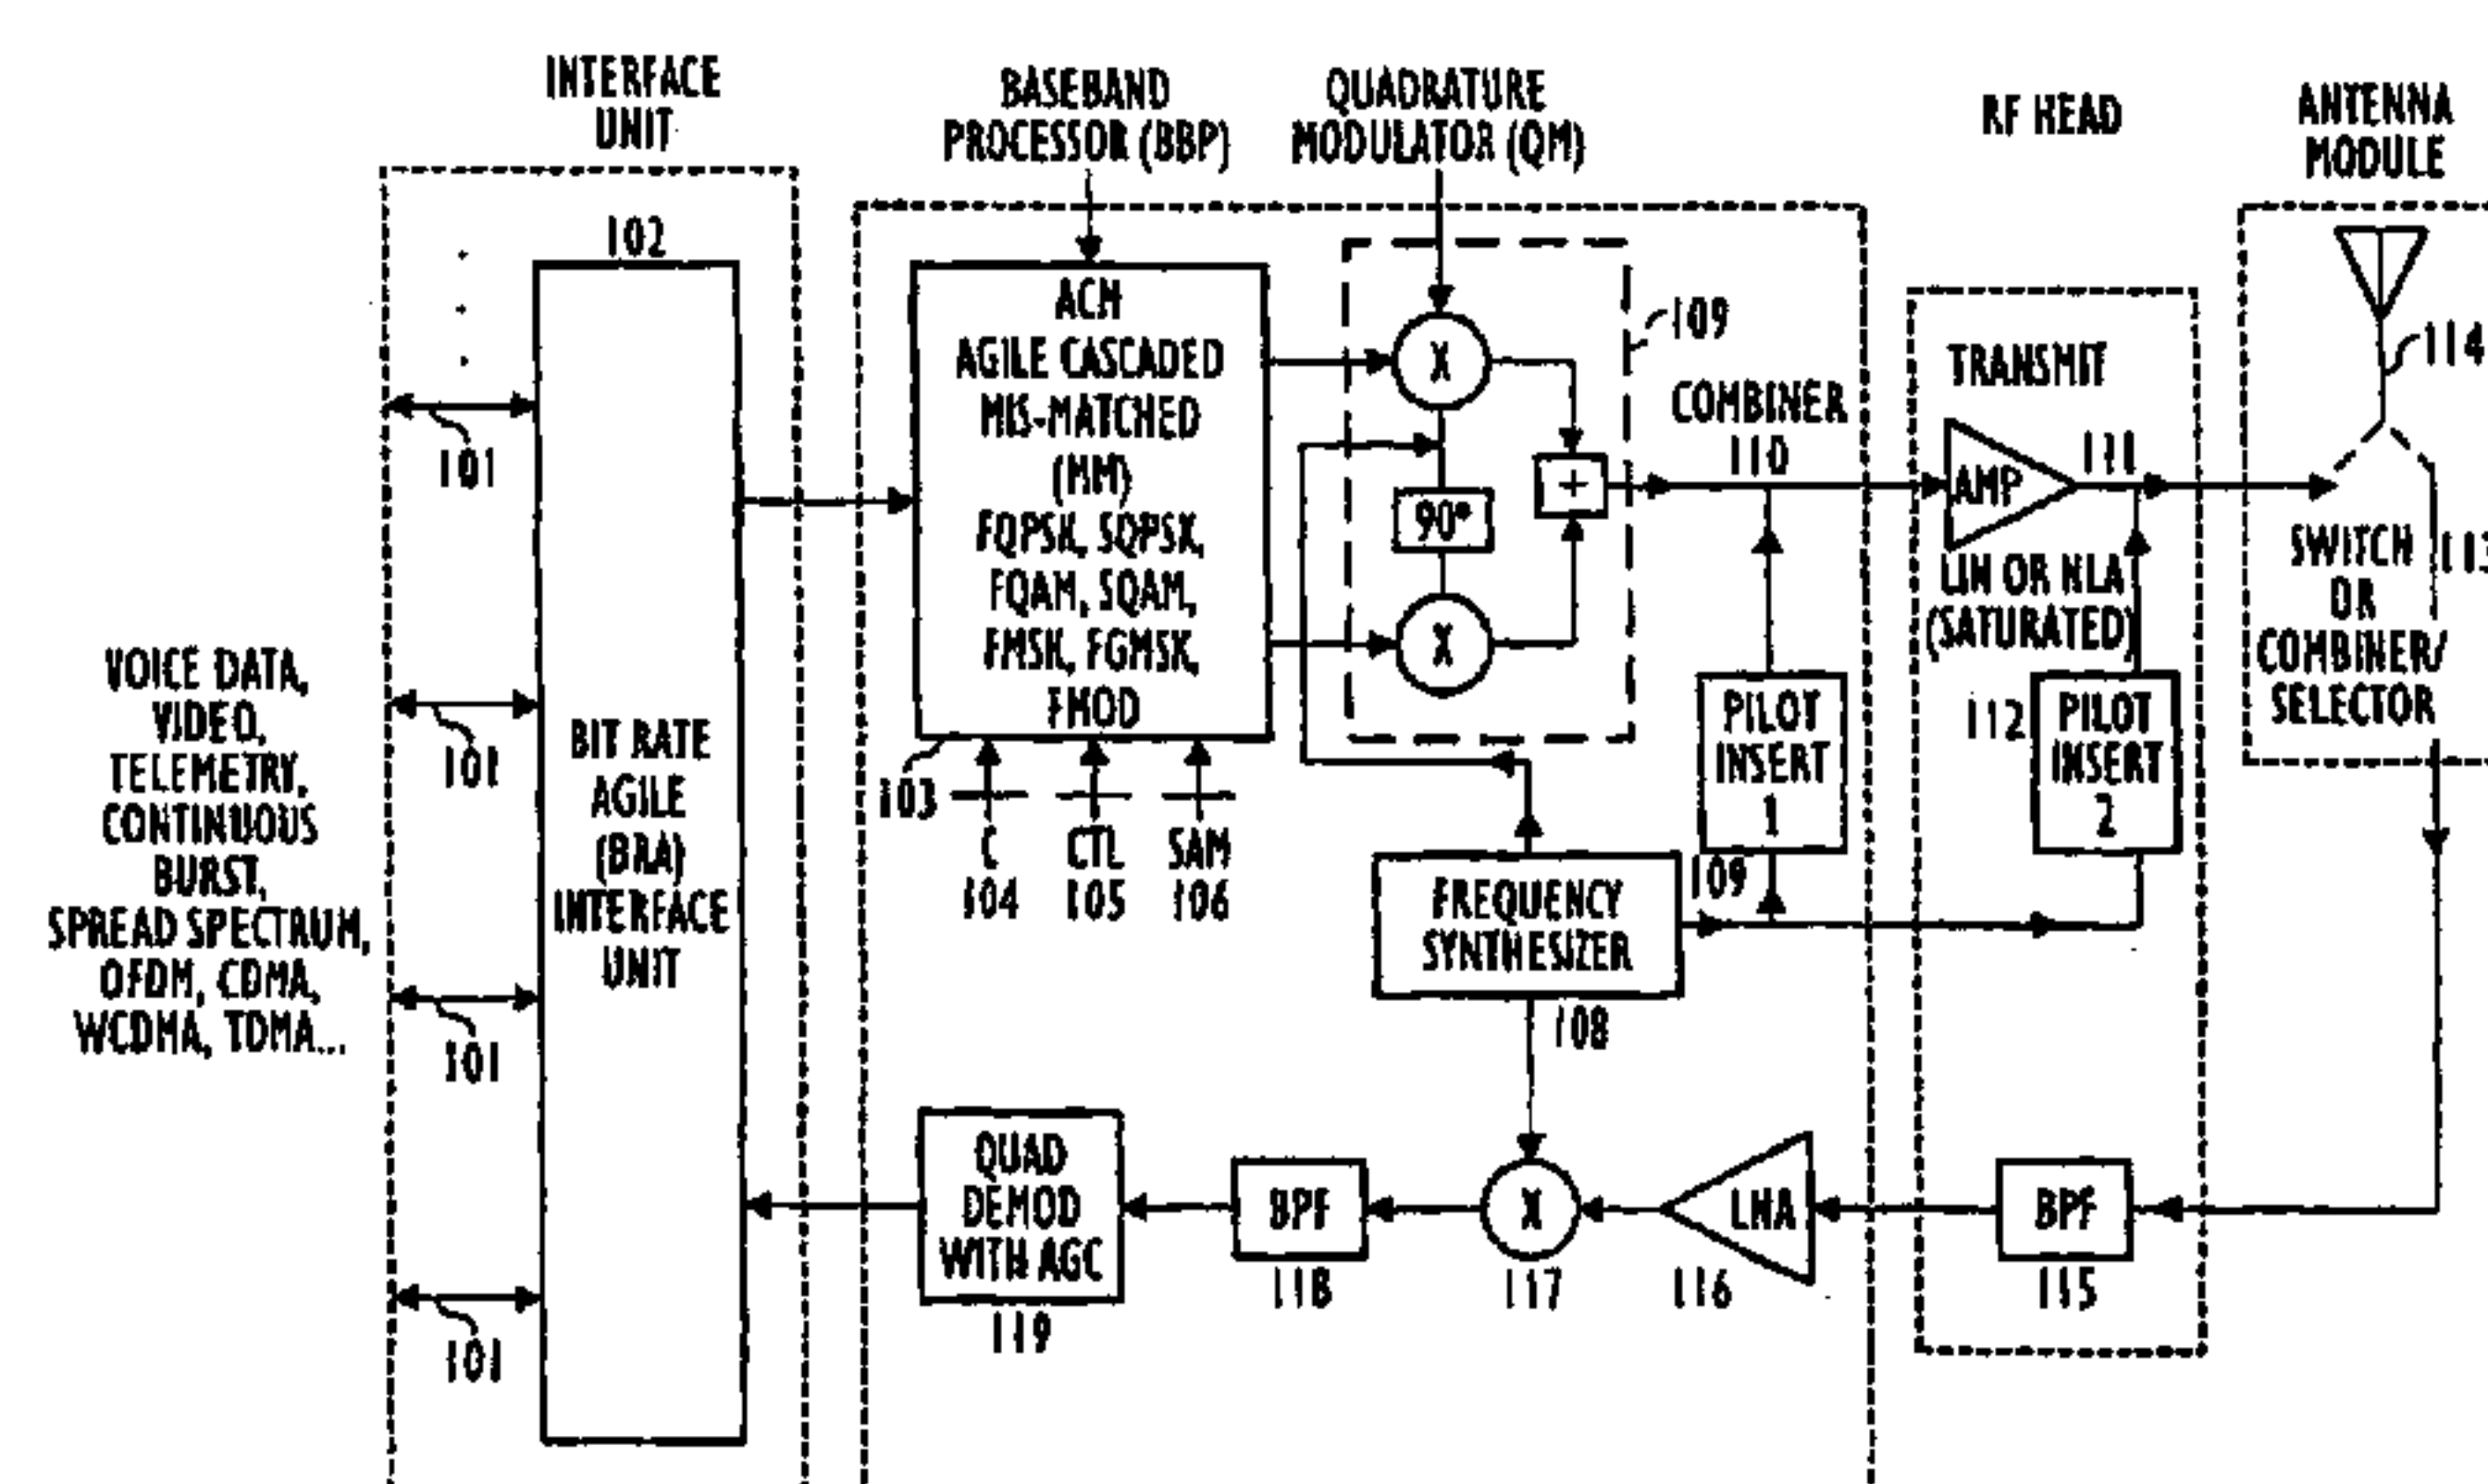 INTERFACE
UNIT
BASEBAND
PROCESSOR (BBP)
QUADRATURE
MODULATOR (QM)
RF HEAD
ANTENNA
MODULE
102
101
101
101
101
BIT RATE
AGILE
(BRA)
INTERFACE
UNIT
VOICE DATA,
VIDEO,
TELEMETRY,
CONTINUOUS
BURST,
SPREAD SPECTRUM,
OFDM, CDMA,
WCDMA, TDMA...
ACM
AGILE CASCADED
MIS-MATCHED
(MM)
FQPSK, SQPSK,
FQAM, SQAM,
FMSK, FGMSK,
FMOD
103
C
104
CTL
105
SAM
106
X
90°
X
+
109
COMBINER
110
PILOT
INSERT
1
109
FREQUENCY
SYNTHESIZER
108
TRANSMIT
AMP
111
LIN OR NLA
(SATURATED)
112
PILOT
INSERT
2
114
SWITCH
OR
COMBINER/
SELECTOR
113
QUAD
DEMOD
WITH AGC
119
BPF
118
X
117
LNA
116
BPF
115